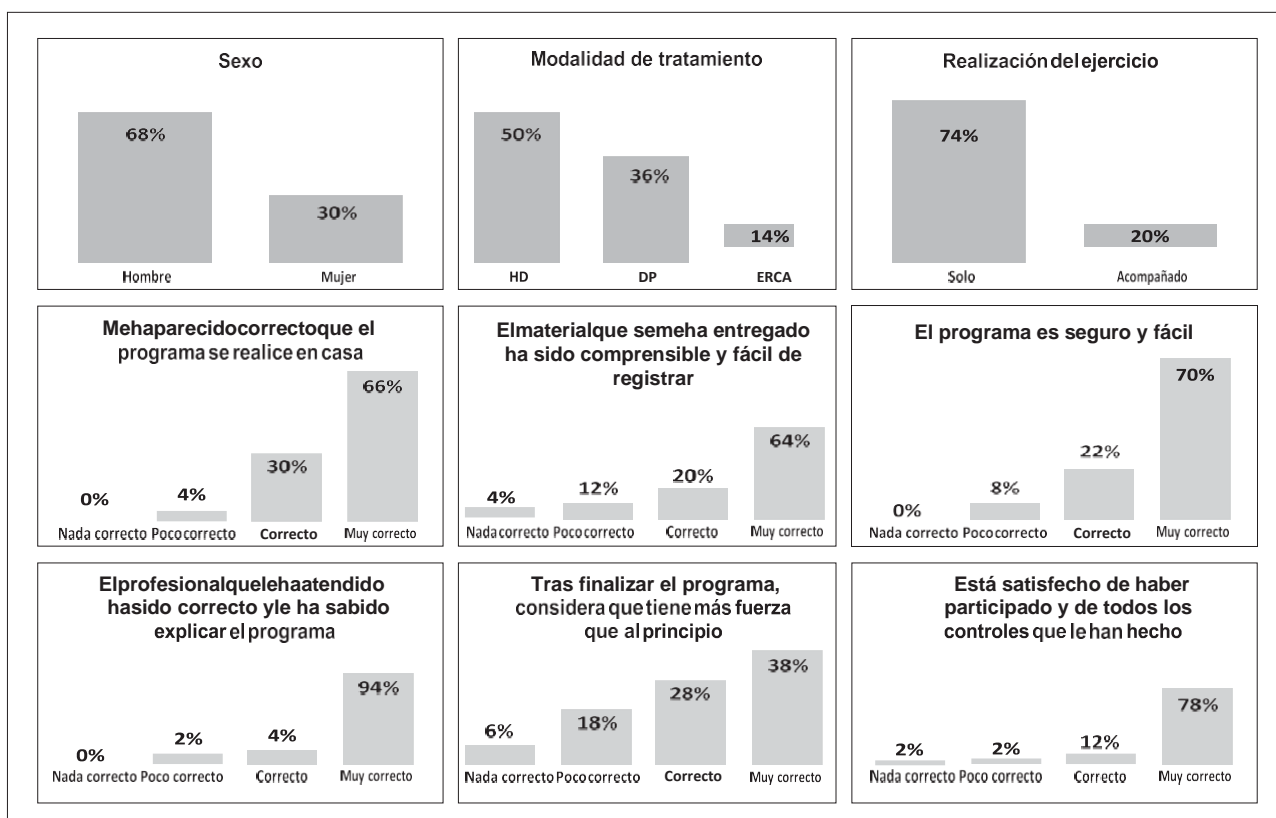 Sexo
68%
30%
Hombre Mujer
Modalidad de tratamiento
50%
36%
14%
HD DP ERCA
Realización del ejercicio
74%
20%
Solo Acompañado
Mehaparecidocorrectoque el
programa se realice en casa
66%
30%
0% 4%
Nada correcto Poco correcto Correcto Muy correcto
Elmaterialque semeha entregado
ha sido comprensible y fácil de
registrar
64%
4% 12% 20%
Nada correcto Poco correcto Correcto Muy correcto
El programa es seguro y fácil
70%
22%
8%
0%
Nada correcto Poco correcto Correcto Muy correcto
Elprofesionalquelehaatendido
hasido correcto yle ha sabido
explicar el programa
94%
0% 2% 4%
Nada correcto Poco correcto Correcto Muy correcto
Tras finalizar el programa,
considera que tiene más fuerza
que al principio
38%
28%
18%
6%
Nada correcto Poco correcto Correcto Muy correcto
Está satisfecho de haber
participado y de todos los
controles que le han hecho
78%
2% 2% 12%
Nada correcto Poco correcto Correcto Muy correcto